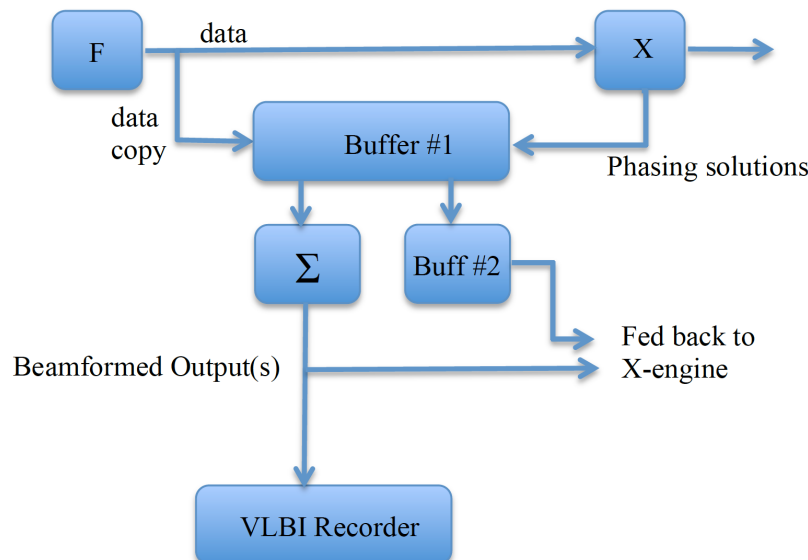 F
data
X
data
copy
Buffer #1
Phasing solutions
Σ
Buff #2
Fed back to
X-engine
Beamformed Output(s)
VLBI Recorder